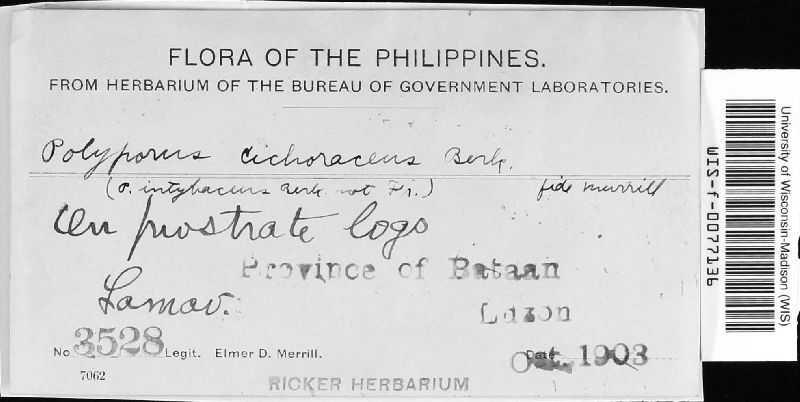 FLORA OF THE PHILIPPINES.
FROM HERBARIUM OF THE BUREAU OF GOVERNMENT LABORATORIES.
Polyporus cichoraceus Berk.
(P. intybaceus Berk. not Fr.) fide Murrill
On prostrate logs
Province of Bataan
Lamao.
Luzon
No 3528 Legit. Elmer D. Merrill. Date Oct. 1903
7062
RICKER HERBARIUM
University of Wisconsin-Madison (WIS)
WIS-f-0077136